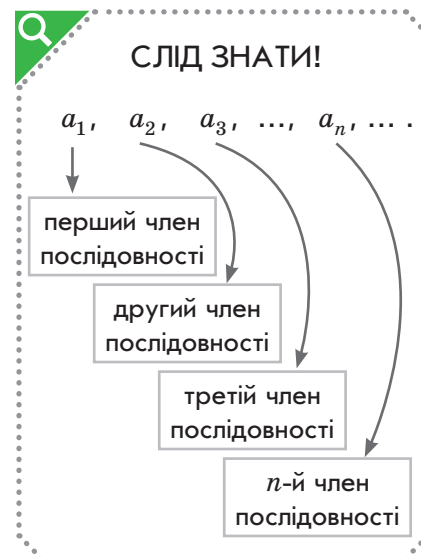 СЛІД ЗНАТИ!
a₁, a₂, a₃, ..., aₙ, ... .
перший член
послідовності
другий член
послідовності
третій член
послідовності
n-й член
послідовності